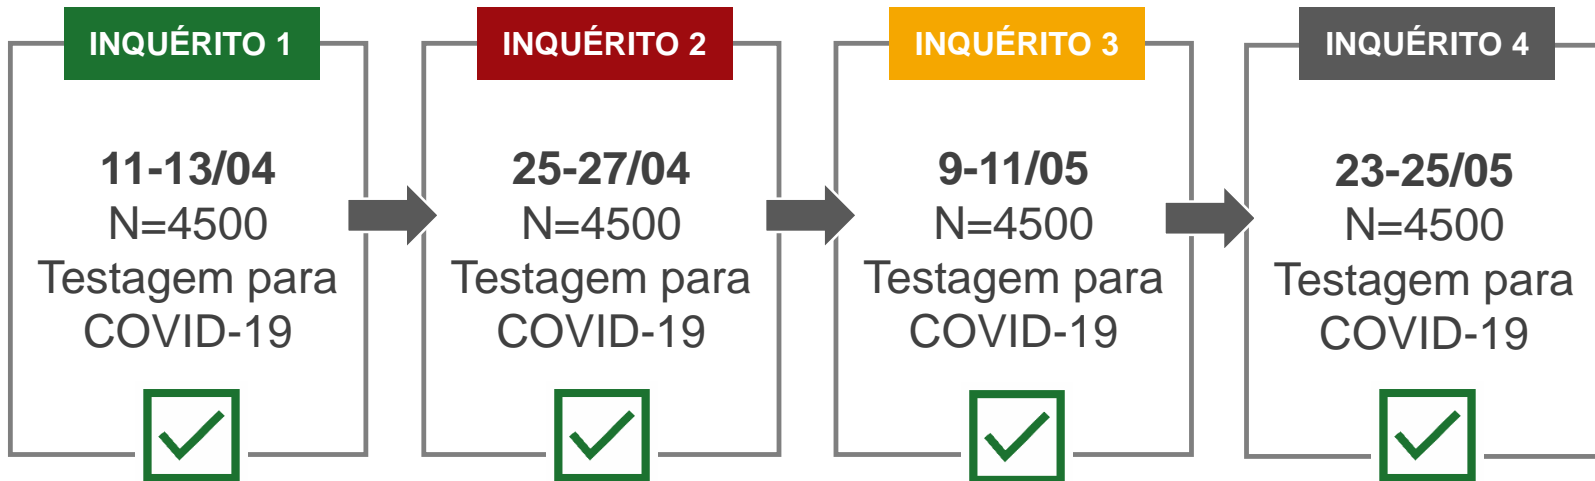 INQUÉRITO 1
11-13/04
N=4500
Testagem para
COVID-19
INQUÉRITO 2
25-27/04
N=4500
Testagem para
COVID-19
INQUÉRITO 3
9-11/05
N=4500
Testagem para
COVID-19
INQUÉRITO 4
23-25/05
N=4500
Testagem para
COVID-19